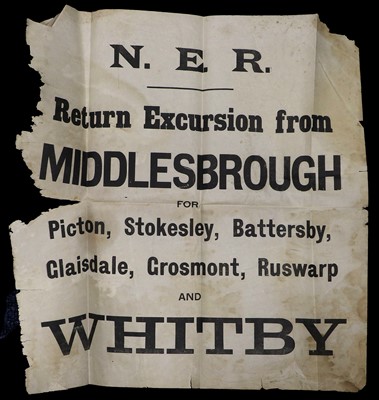 N. E. R.
Return Excursion from
MIDDLESBROUGH
FOR
Picton, Stokesley, Battersby,
Glaisdale, Grosmont, Ruswarp
AND
WHITBY